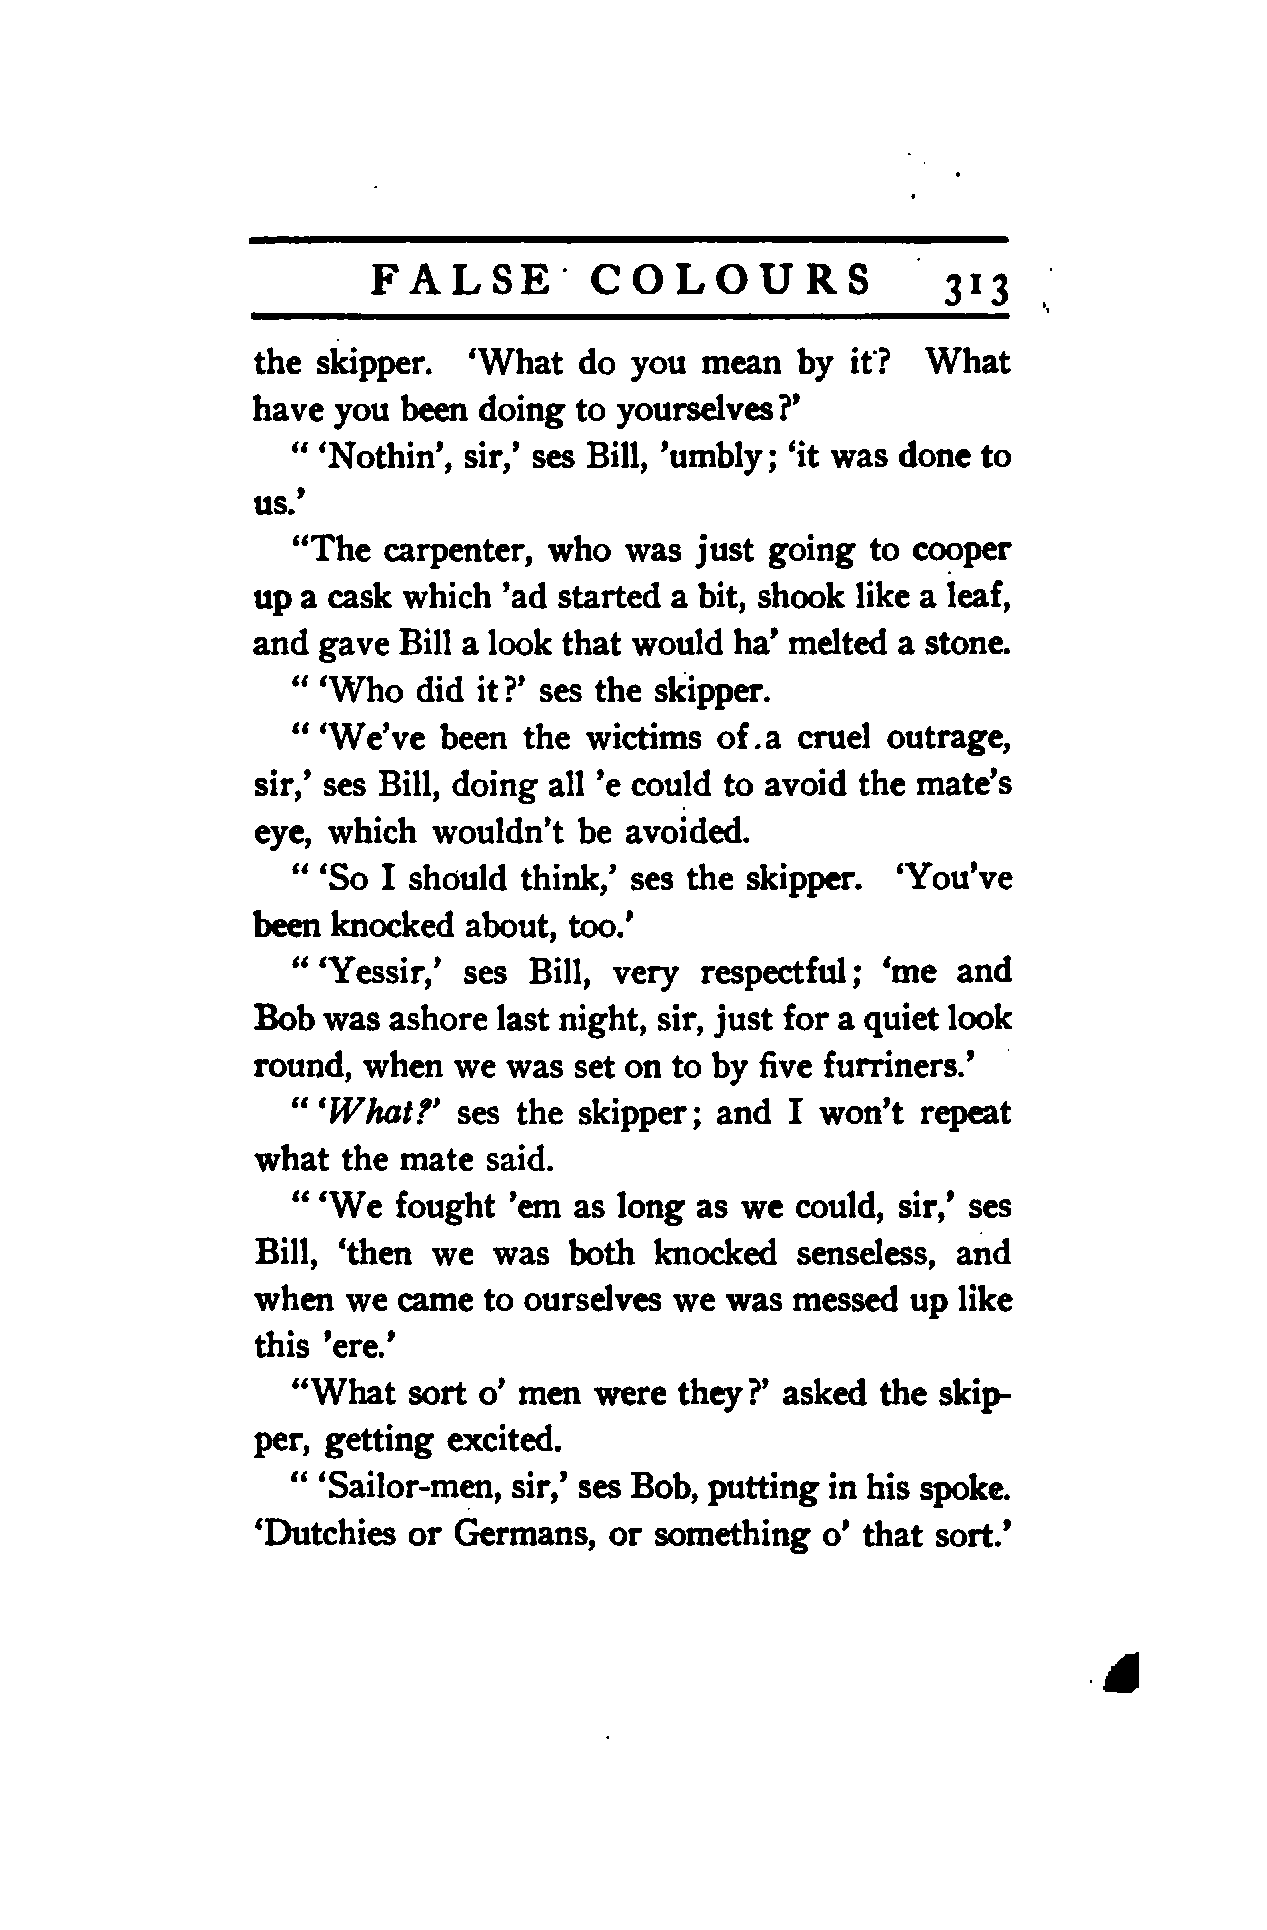 FALSE COLOURS 313
the skipper. ‘What do you mean by it? What
have you been doing to yourselves?’
“ ‘Nothin’, sir,’ ses Bill, ’umbly; ‘it was done to
us.’
“The carpenter, who was just going to cooper
up a cask which ’ad started a bit, shook like a leaf,
and gave Bill a look that would ha’ melted a stone.
“ ‘Who did it?’ ses the skipper.
“ ‘We’ve been the wictims of a cruel outrage,
sir,’ ses Bill, doing all ’e could to avoid the mate’s
eye, which wouldn’t be avoided.
“ ‘So I should think,’ ses the skipper. ‘You’ve
been knocked about, too.’
“ ‘Yessir,’ ses Bill, very respectful; ‘me and
Bob was ashore last night, sir, just for a quiet look
round, when we was set on to by five furriners.’
“ ‘What?’ ses the skipper; and I won’t repeat
what the mate said.
“ ‘We fought ’em as long as we could, sir,’ ses
Bill, ‘then we was both knocked senseless, and
when we came to ourselves we was messed up like
this ’ere.’
“What sort o’ men were they?’ asked the skip-
per, getting excited.
“ ‘Sailor-men, sir,’ ses Bob, putting in his spoke.
‘Dutchies or Germans, or something o’ that sort.’